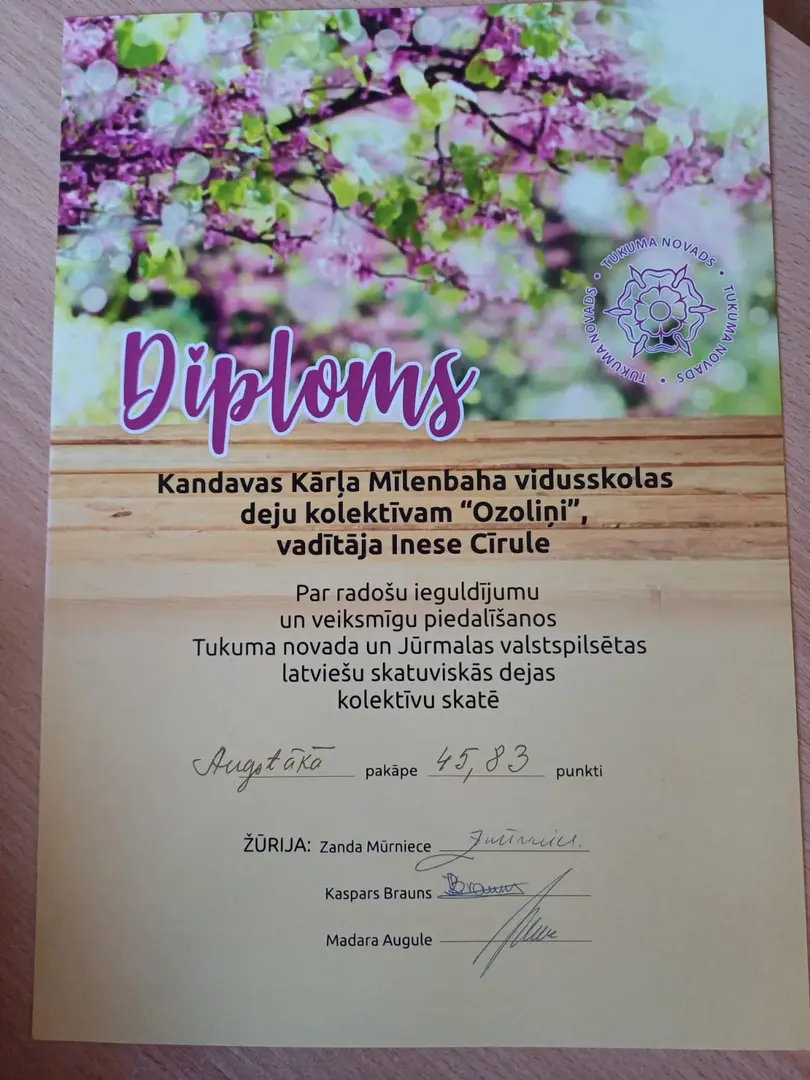 TUKUMA NOVADS • TUKUMA NOVADS • TUKUMA NOVADS •
Diploms
Kandavas Kārļa Mīlenbaha vidusskolas
deju kolektīvam “Ozoliņi”,
vadītāja Inese Cīrule
Par radošu ieguldījumu
un veiksmīgu piedalīšanos
Tukuma novada un Jūrmalas valstspilsētas
latviešu skatuviskās dejas
kolektīvu skatē
Augstākā pakāpe 45,83 punkti
ŽŪRIJA: Zanda Mūrniece
Kaspars Brauns Brauns
Madara Augule